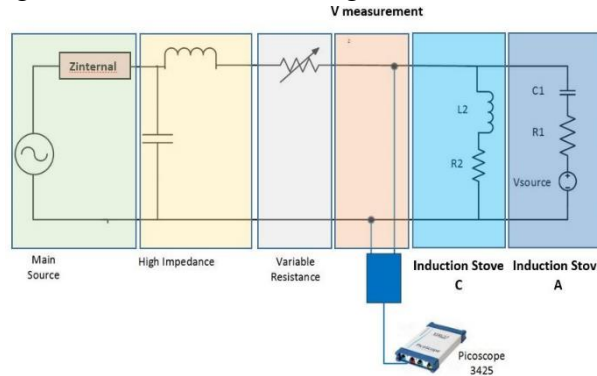 V measurement
Zinternal
C1
L2
R1
R2
Vsource
Main
Source
High Impedance
Variable
Resistance
Induction Stove
C
Induction Stov
A
Picoscope
3425